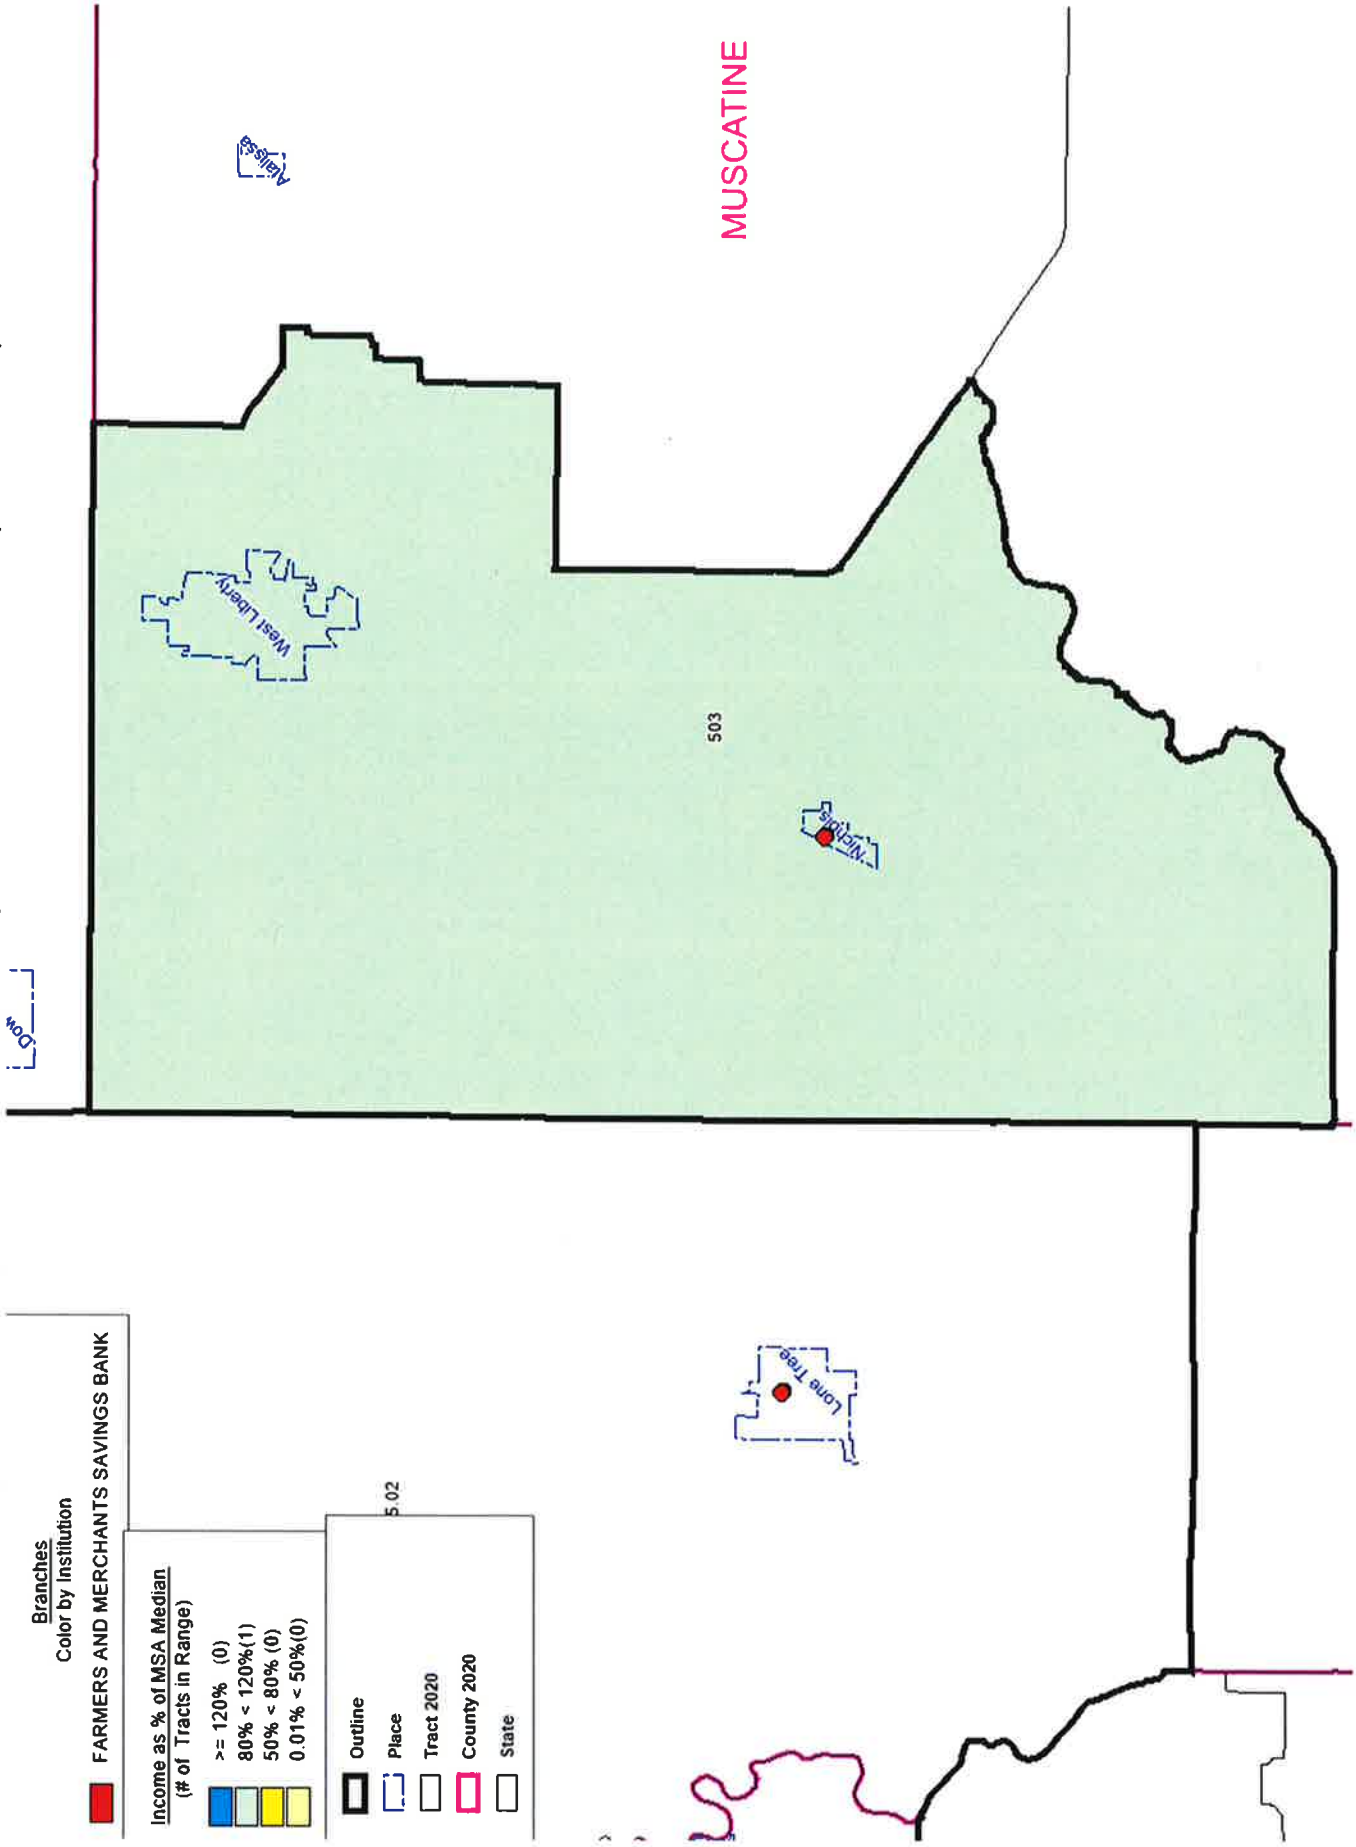 Branches
Color by Institution
FARMERS AND MERCHANTS SAVINGS BANK
Income as % of MSA Median
(# of Tracts in Range)
>= 120% (0)
80% < 120%(1)
50% < 80% (0)
0.01% < 50%(0)
Outline
Place
Tract 2020
County 2020
State
5.02
Lone Tree
Dow
West Liberty
503
Nichols
Atalissa
MUSCATINE